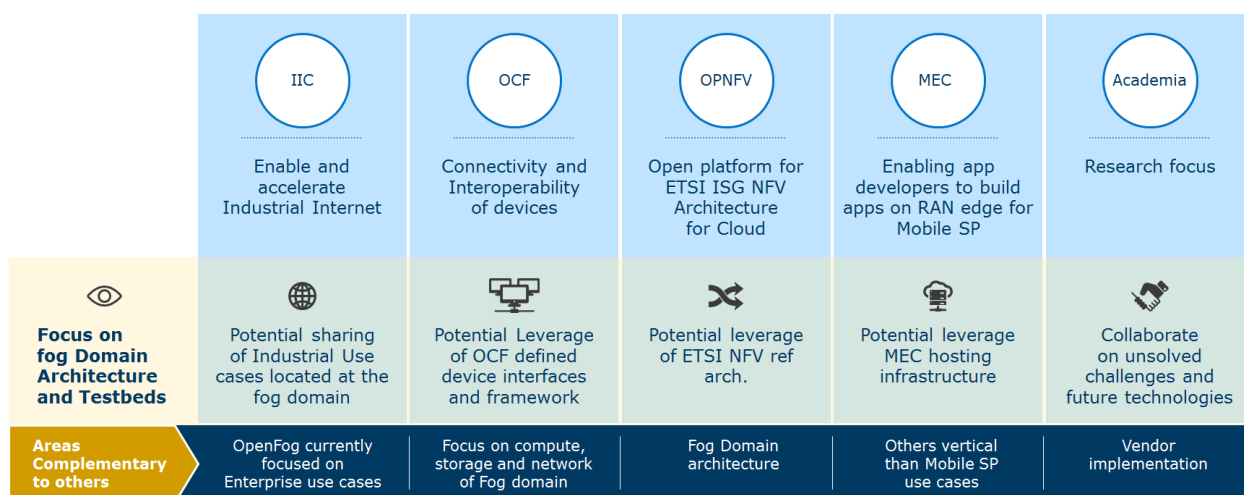 IIC
OCF
OPNFV
MEC
Academia
Enable and
accelerate
Industrial Internet
Connectivity and
Interoperability
of devices
Open platform for
ETSI ISG NFV
Architecture
for Cloud
Enabling app
developers to build
apps on RAN edge for
Mobile SP
Research focus
Focus on
fog Domain
Architecture
and Testbeds
Potential sharing
of Industrial Use
cases located at the
fog domain
Potential Leverage
of OCF defined
device interfaces
and framework
Potential leverage
of ETSI NFV ref
arch.
Potential leverage
MEC hosting
infrastructure
Collaborate
on unsolved
challenges and
future technologies
Areas
Complementary
to others
OpenFog currently
focused on
Enterprise use cases
Focus on compute,
storage and network
of Fog domain
Fog Domain
architecture
Others vertical
than Mobile SP
use cases
Vendor
implementation